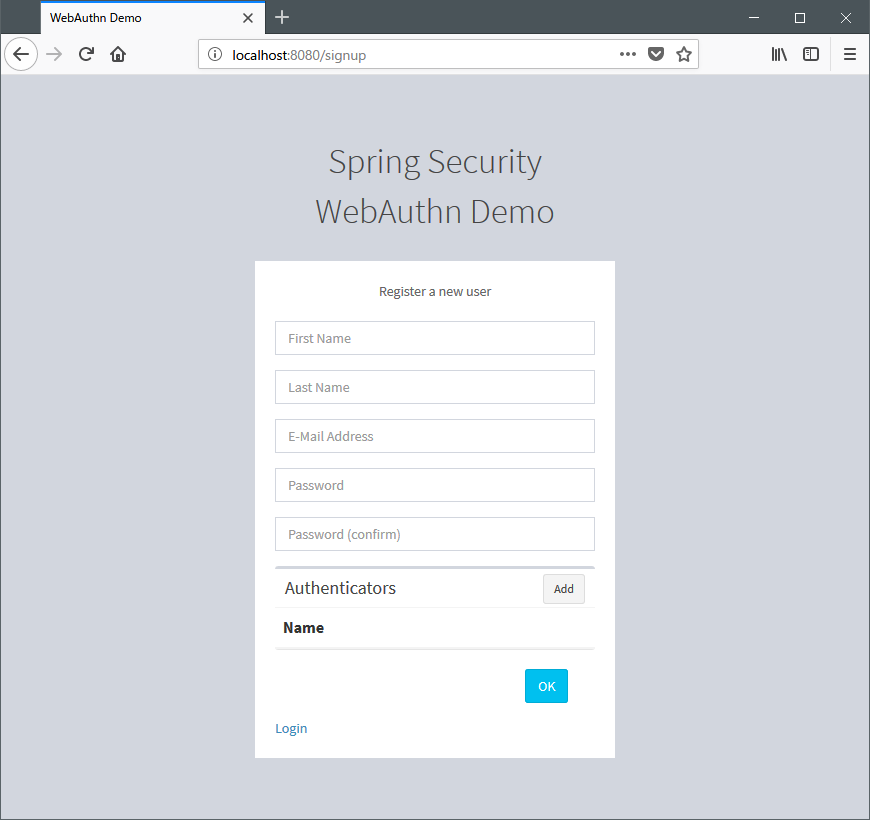 WebAuthn Demo
localhost:8080/signup
Spring Security
WebAuthn Demo
Register a new user
First Name
Last Name
E-Mail Address
Password
Password (confirm)
Authenticators Add
Name
OK
Login